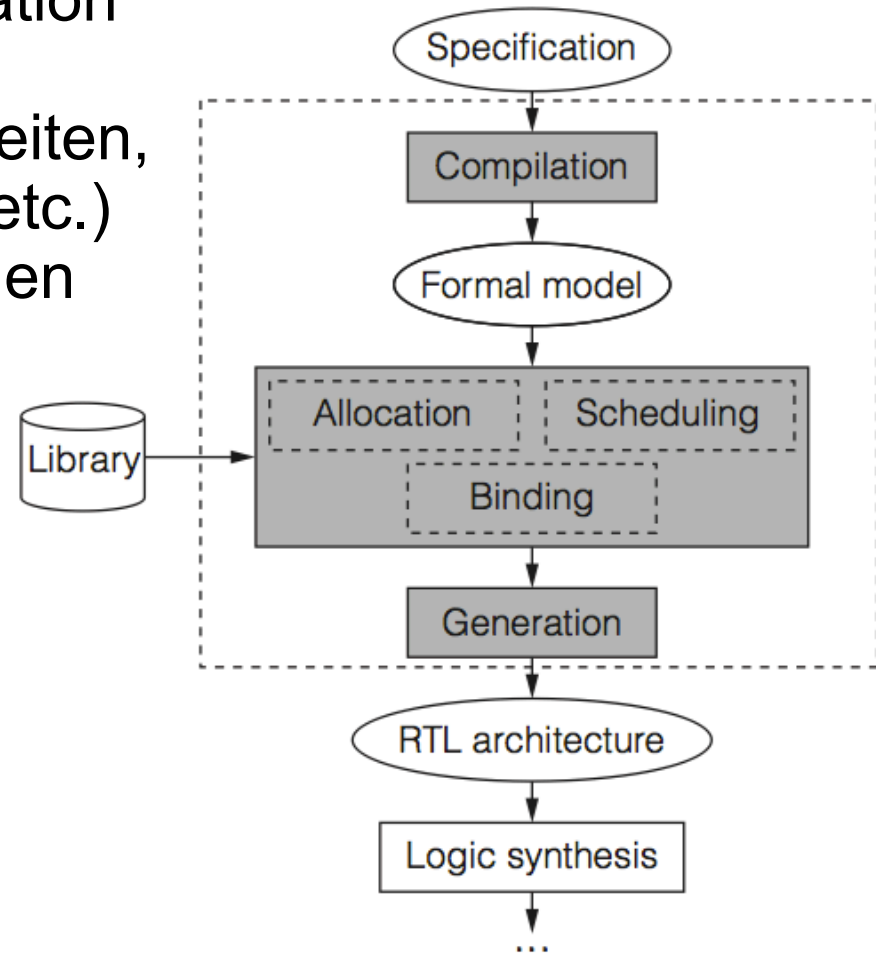 ation
eiten,
etc.)
en
Specification
Compilation
Formal model
Allocation
Scheduling
Binding
Library
Generation
RTL architecture
Logic synthesis
...